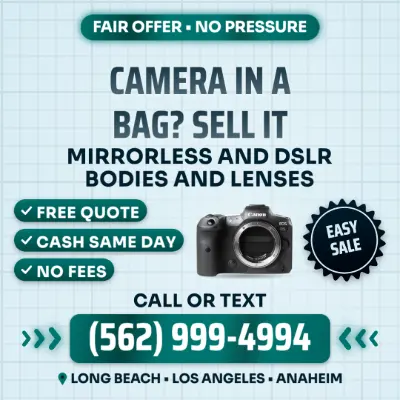 FAIR OFFER • NO PRESSURE
CAMERA IN A
BAG? SELL IT
MIRRORLESS AND DSLR
BODIES AND LENSES
✓ FREE QUOTE
✓ CASH SAME DAY
✓ NO FEES
Canon
EASY
SALE
CALL OR TEXT
(562) 999-4994
LONG BEACH • LOS ANGELES • ANAHEIM